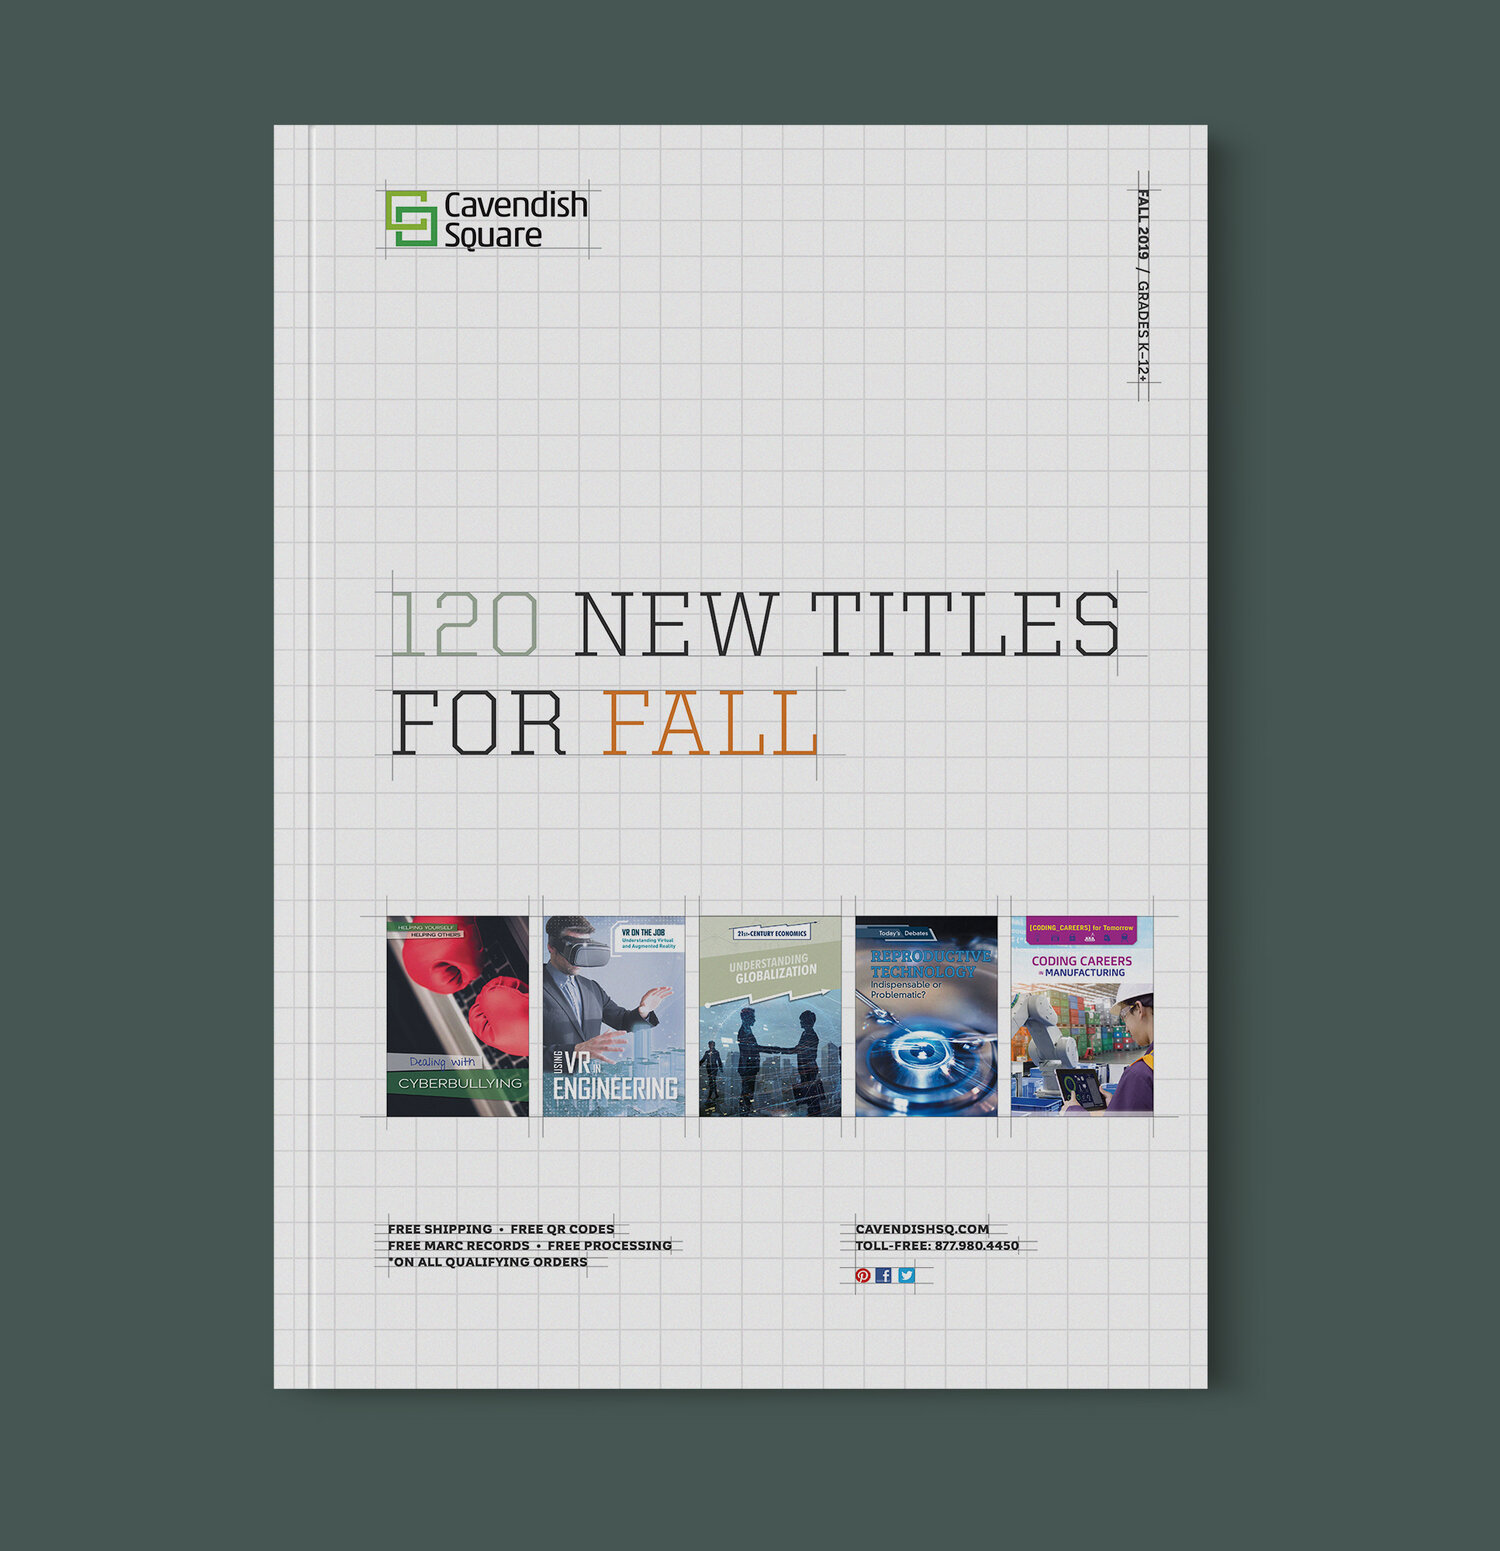 Cavendish
Square
FALL 2019 / GRADES K–12+
120 NEW TITLES
FOR FALL
HELPING YOURSELF
HELPING OTHERS
Dealing with
CYBERBULLYING
VR ON THE JOB
Understanding Virtual
and Augmented Reality
USING VR IN
ENGINEERING
21ST-CENTURY ECONOMICS
UNDERSTANDING
GLOBALIZATION
Today's Debates
REPRODUCTIVE
TECHNOLOGY
Indispensable or
Problematic?
[CODING_CAREERS] for Tomorrow
CODING CAREERS
IN MANUFACTURING
FREE SHIPPING • FREE QR CODES
FREE MARC RECORDS • FREE PROCESSING
*ON ALL QUALIFYING ORDERS
CAVENDISHSQ.COM
TOLL-FREE: 877.980.4450